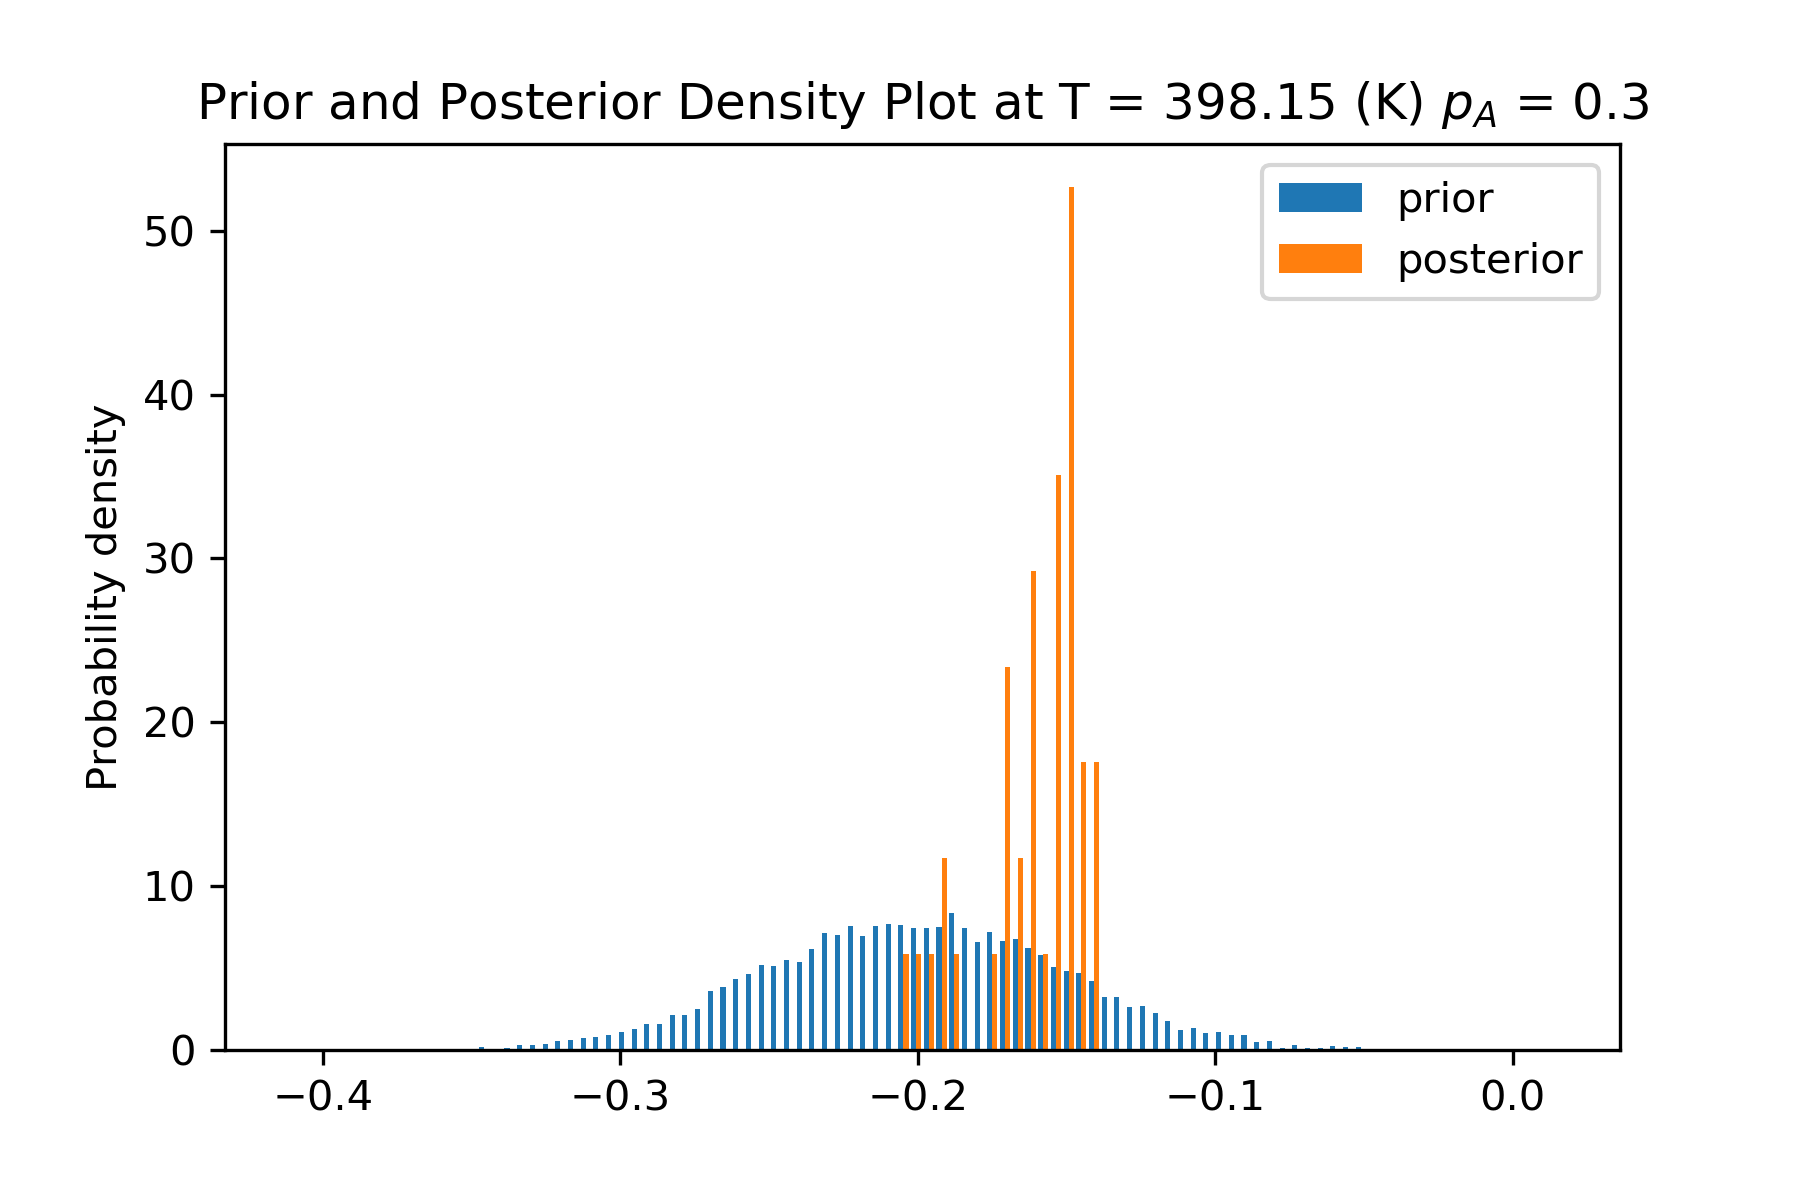 Prior and Posterior Density Plot at T = 398.15 (K) p_A = 0.3
prior
posterior
Probability density
50
40
30
20
10
0
−0.4
−0.3
−0.2
−0.1
0.0